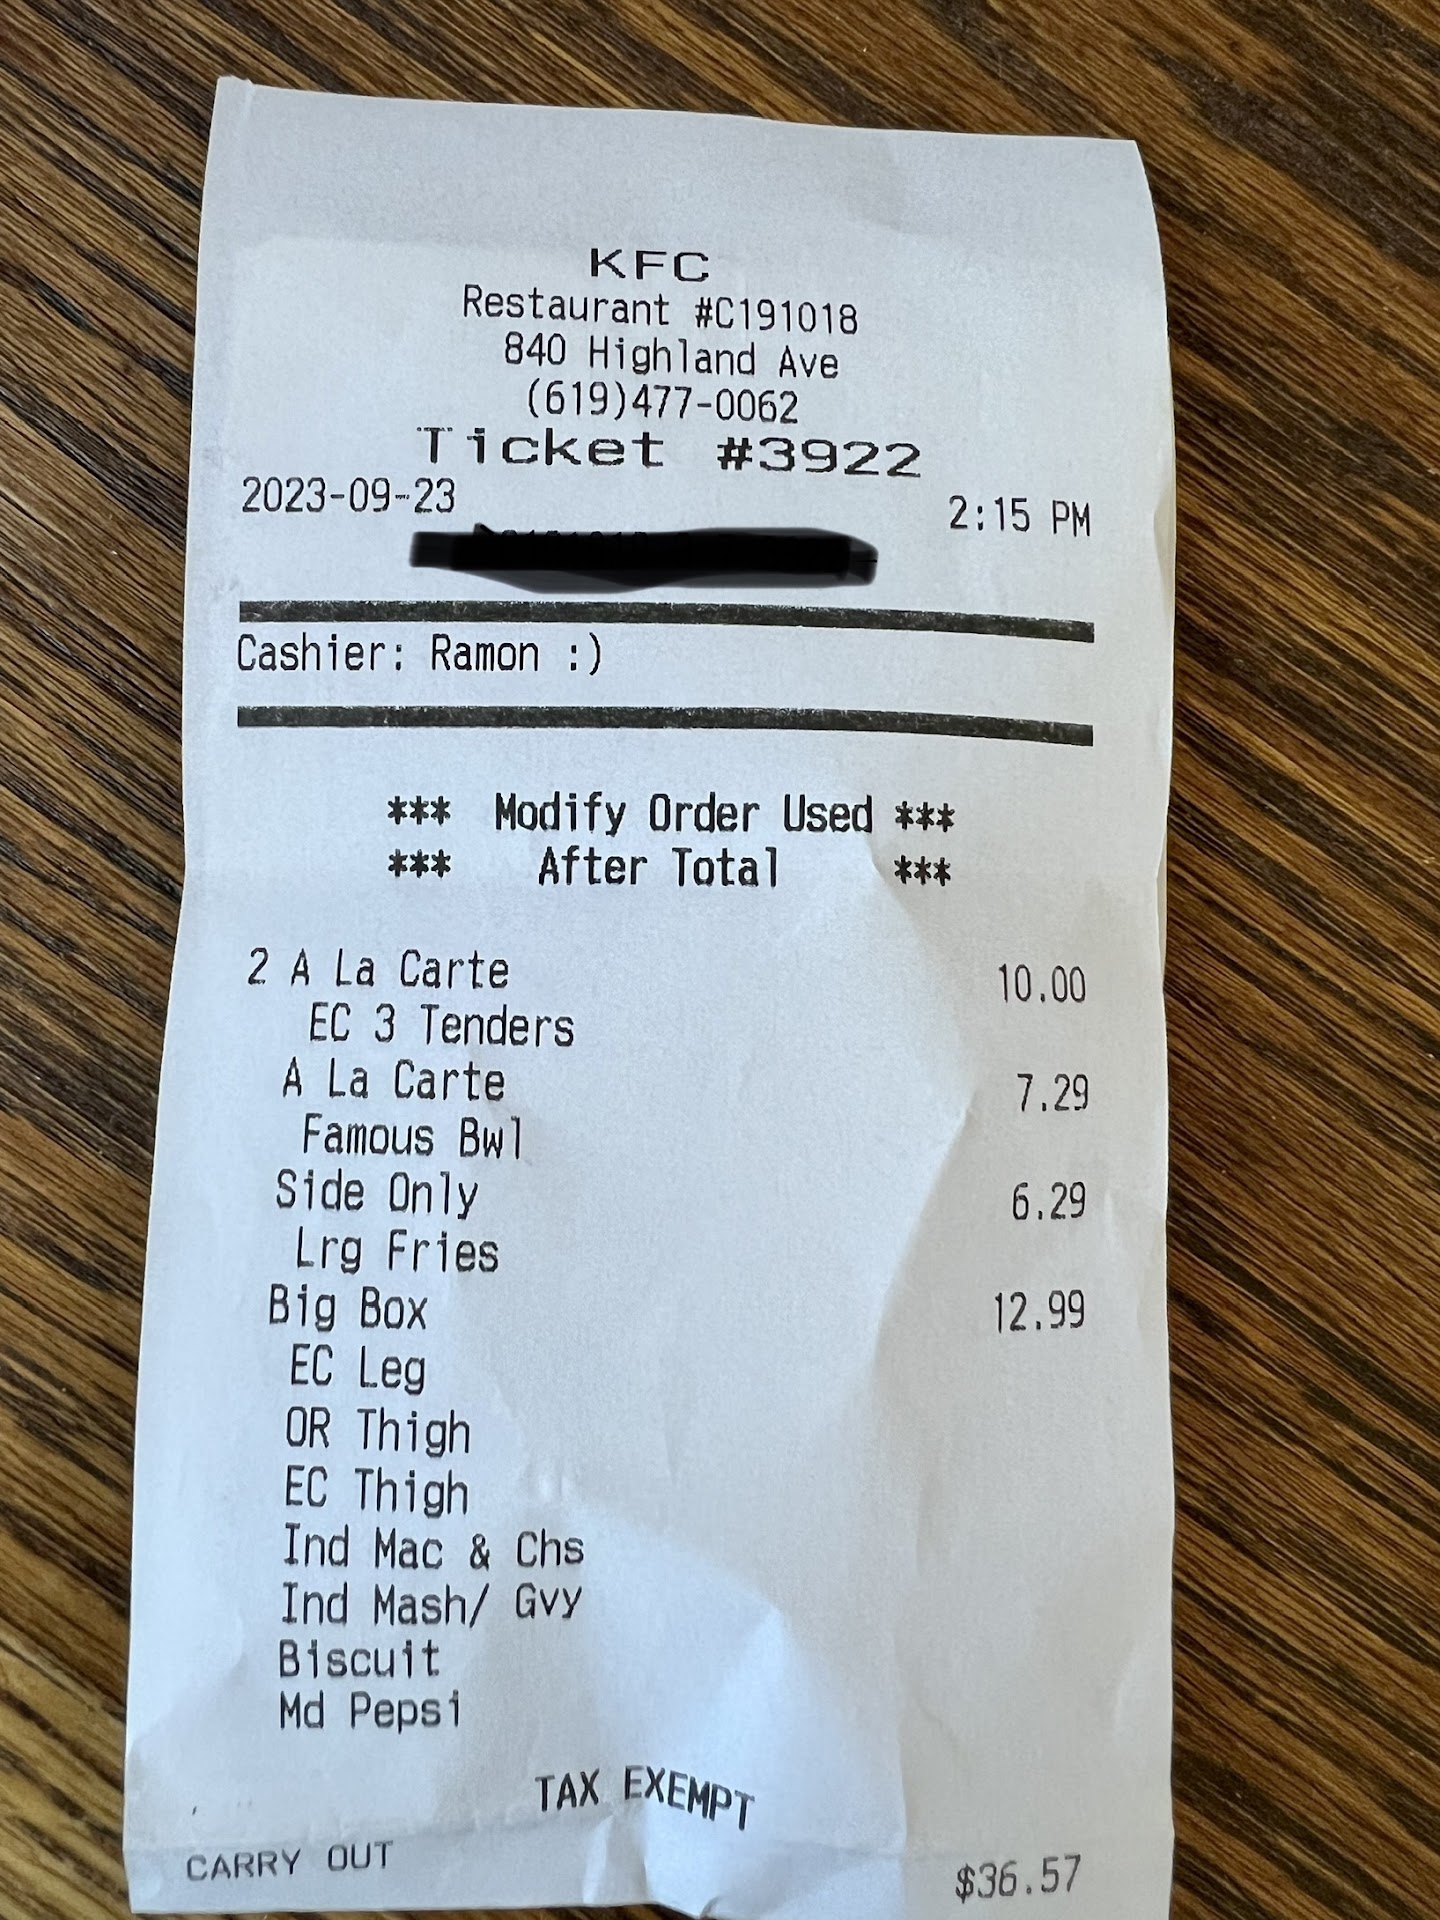 KFC
Restaurant #C191018
840 Highland Ave
(619)477-0062
Ticket #3922
2023-09-23 2:15 PM
Cashier: Ramon :)
*** Modify Order Used ***
*** After Total ***
2 A La Carte 10.00
EC 3 Tenders
A La Carte 7.29
Famous Bwl
Side Only 6.29
Lrg Fries
Big Box 12.99
EC Leg
OR Thigh
EC Thigh
Ind Mac & Chs
Ind Mash/ Gvy
Biscuit
Md Pepsi
TAX EXEMPT
CARRY OUT $36.57